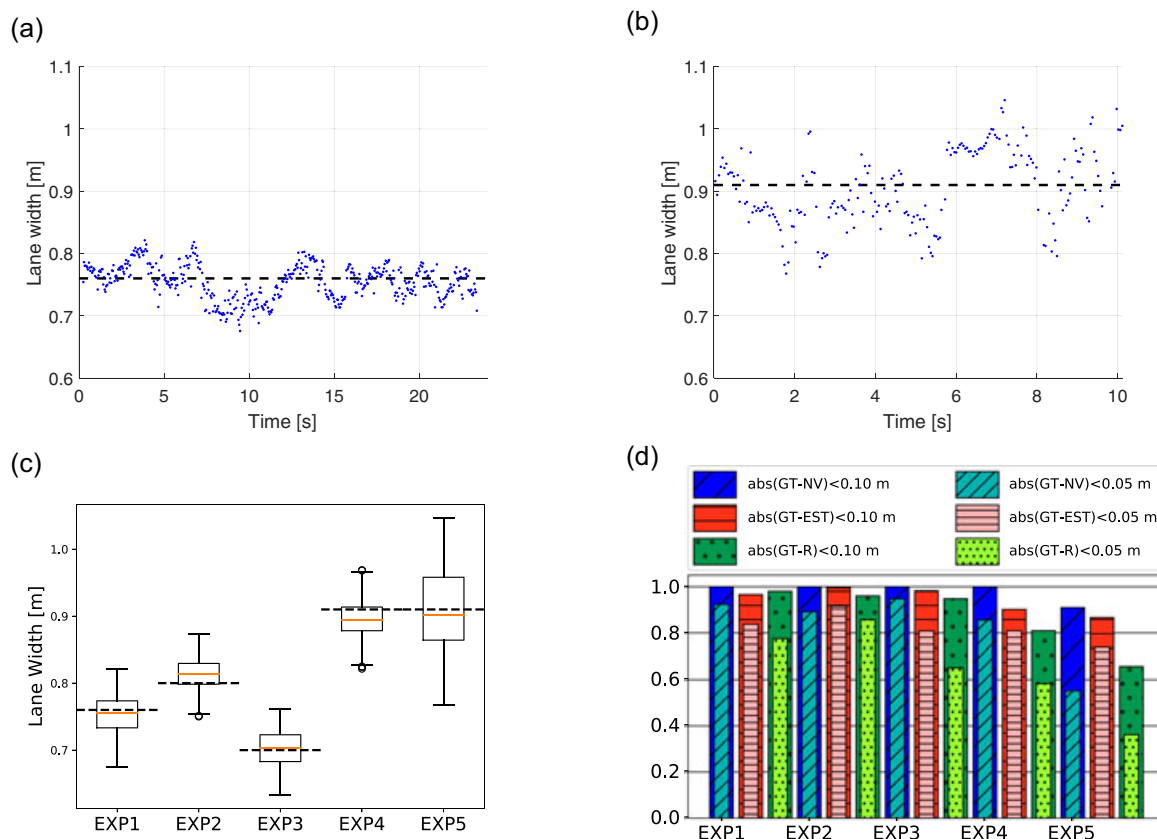 (a)
1.1
1
0.9
0.8
0.7
0.6
Lane width [m]
0 5 10 15 20
Time [s]
(b)
1.1
1
0.9
0.8
0.7
0.6
Lane width [m]
0 2 4 6 8 10
Time [s]
(c)
1.0
0.9
0.8
0.7
Lane Width [m]
EXP1 EXP2 EXP3 EXP4 EXP5
(d)
abs(GT-NV)<0.10 m abs(GT-NV)<0.05 m
abs(GT-EST)<0.10 m abs(GT-EST)<0.05 m
abs(GT-R)<0.10 m abs(GT-R)<0.05 m
1.0
0.8
0.6
0.4
0.2
0.0
EXP1 EXP2 EXP3 EXP4 EXP5